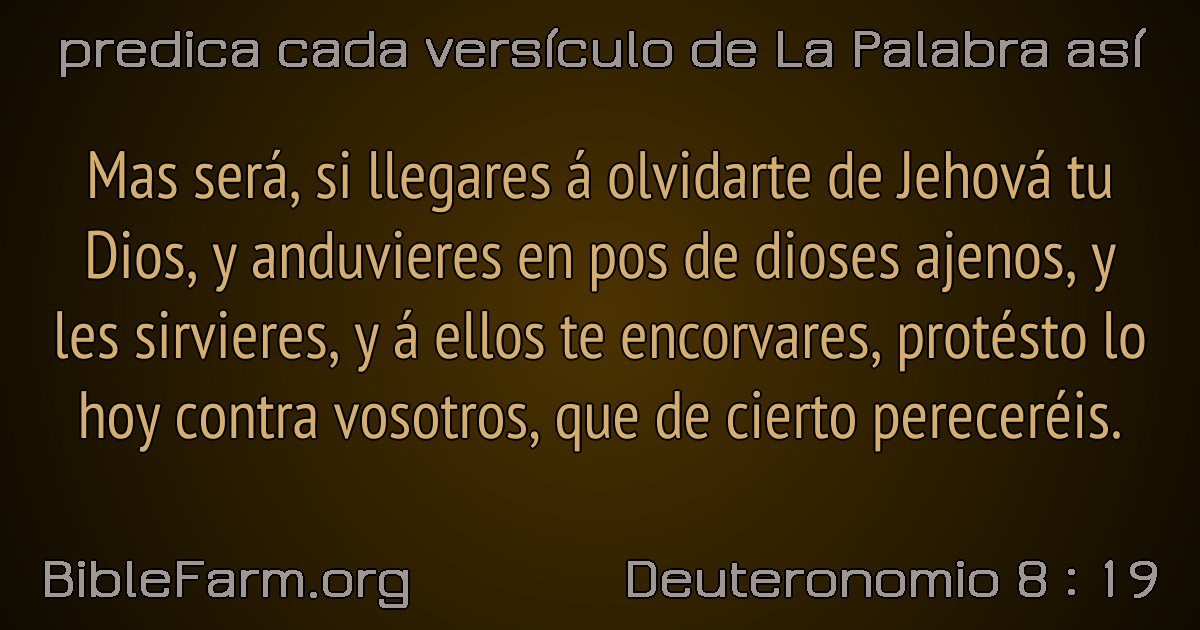 predica cada versículo de La Palabra así
Mas será, si llegares á olvidarte de Jehová tu
Dios, y anduvieres en pos de dioses ajenos, y
les sirvieres, y á ellos te encorvares, protésto lo
hoy contra vosotros, que de cierto pereceréis.
BibleFarm.org
Deuteronomio 8 : 19